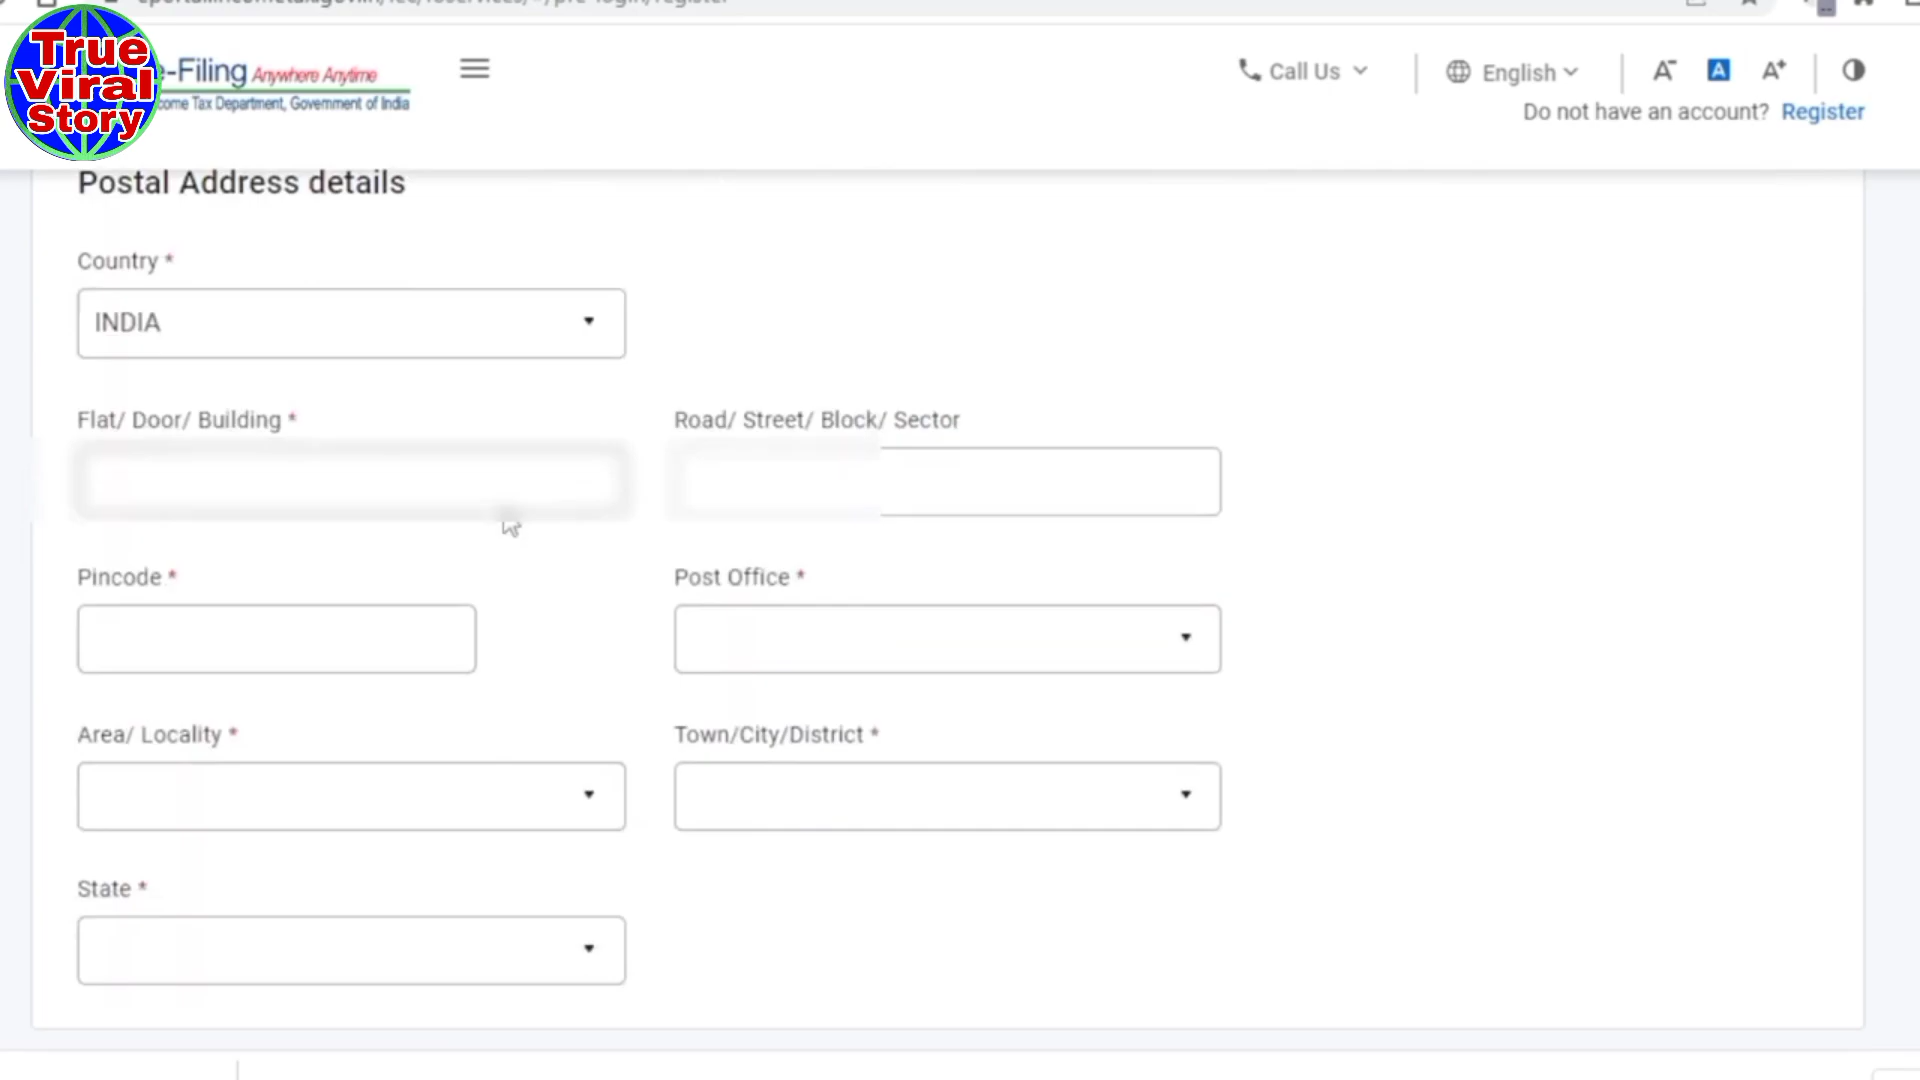 True
Viral
Story
e-Filing Anywhere Anytime
come Tax Department, Government of India
Call Us
English
A-
A
A+
Do not have an account? Register
Postal Address details
Country *
INDIA
Flat/ Door/ Building *
Road/ Street/ Block/ Sector
Pincode *
Post Office *
Area/ Locality *
Town/City/District *
State *